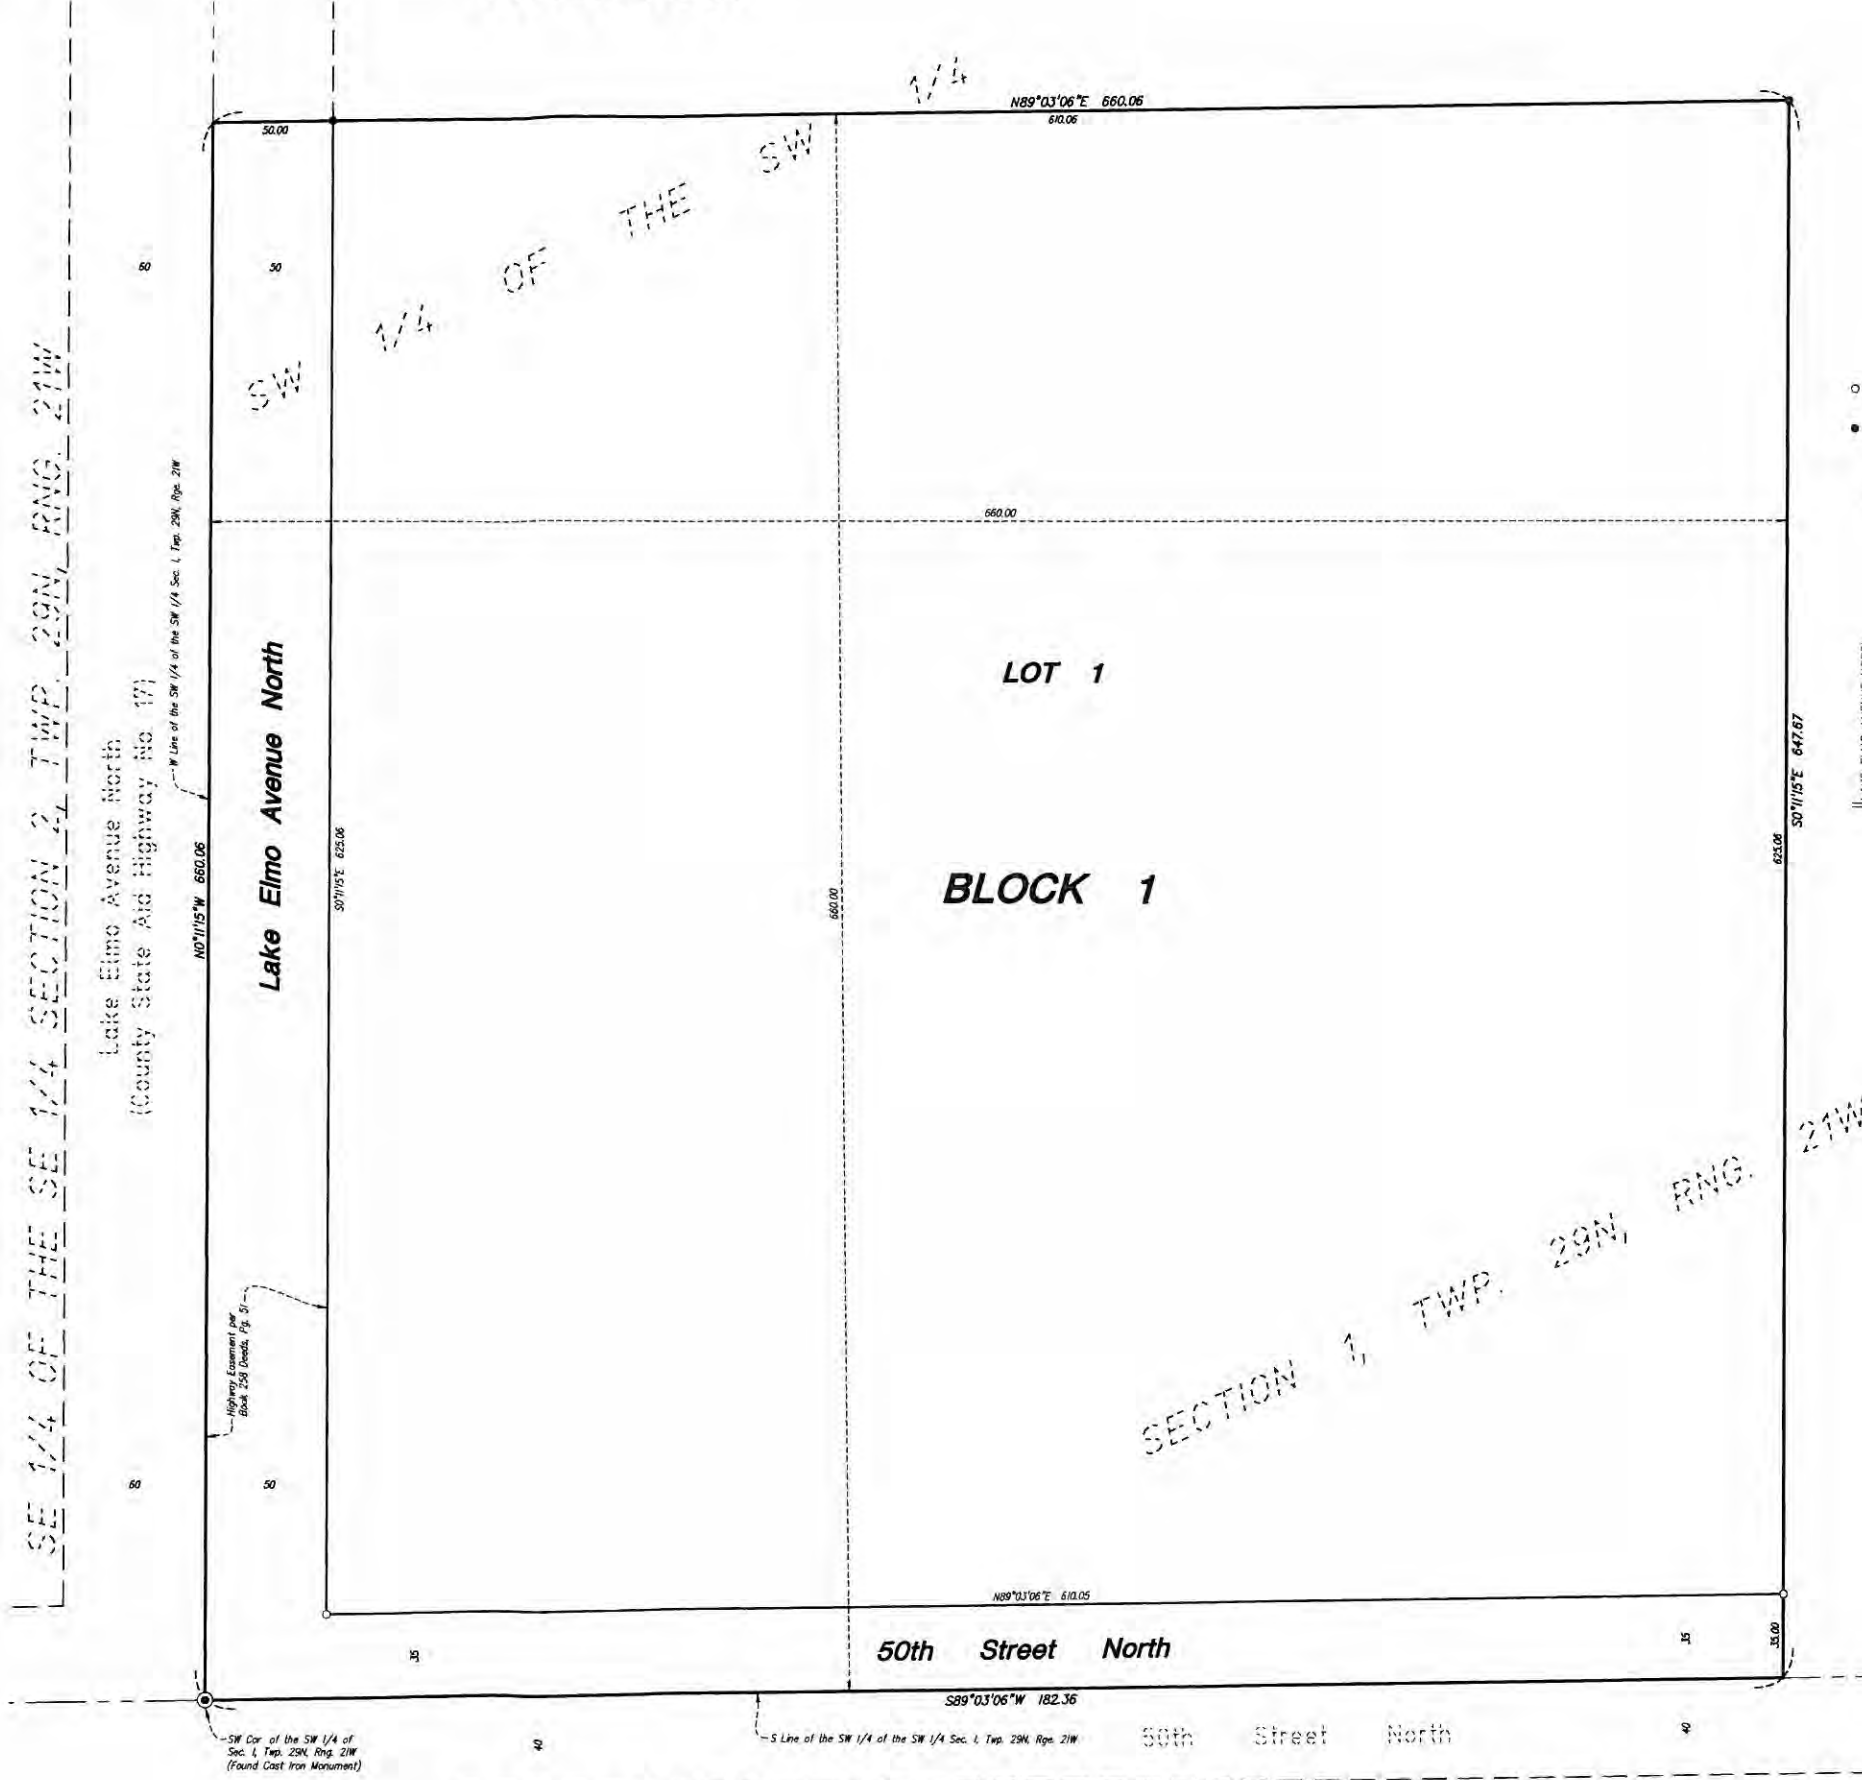 1/4
N89°03'06"E 660.06
50.00
610.06
SW 1/4 OF THE SW
60
50
660.00
SE 1/4 OF THE SE 1/4 SECTION 2, TWP. 29N, RNG. 21W
Lake Elmo Avenue North
(County State Aid Highway No. 17)
W Line of the SW 1/4 of the SW 1/4 Sec. 1, Twp. 29N, Rge. 21W
N0°11'15"W 660.06
Lake Elmo Avenue North
S0°11'15"E 625.06
660.00
LOT 1
BLOCK 1
S0°11'15"E 647.67
625.06
SECTION 1, TWP. 29N, RNG. 21W
Highway Easement per
Book 258 Deeds, Pg. 51
60
50
N89°03'06"E 610.05
35
50th Street North
35
35.00
S89°03'06"W 182.36
SW Cor of the SW 1/4 of
Sec. 1, Twp. 29N, Rng. 21W
(Found Cast Iron Monument)
40
S Line of the SW 1/4 of the SW 1/4 Sec. 1, Twp. 29N, Rge. 21W
50th Street North
40